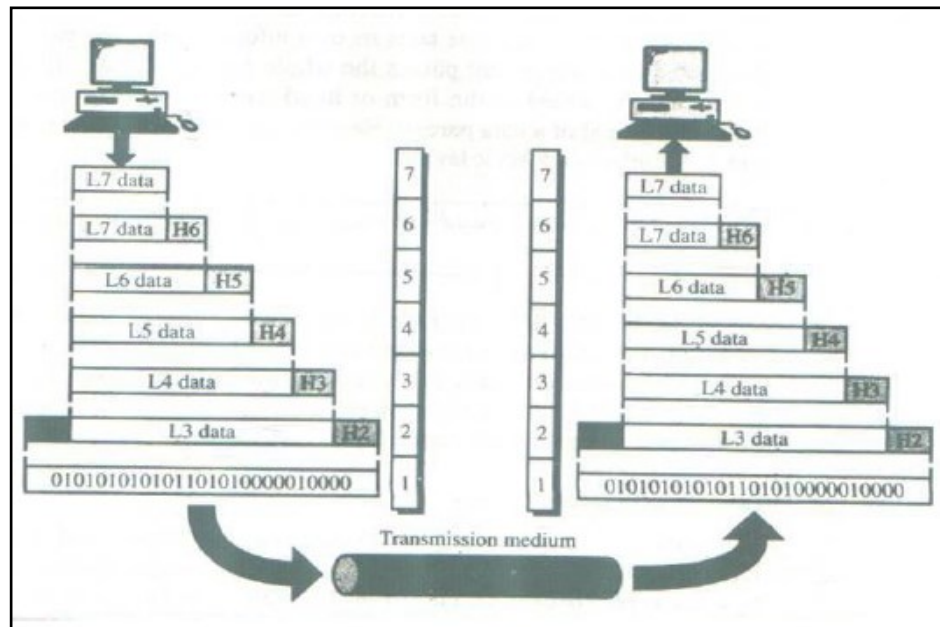 L7 data
L7 data H6
L6 data H5
L5 data H4
L4 data H3
L3 data H2
010101010101101010000010000
7
6
5
4
3
2
1
7
6
5
4
3
2
1
L7 data
L7 data H6
L6 data H5
L5 data H4
L4 data H3
L3 data H2
010101010101101010000010000
Transmission medium